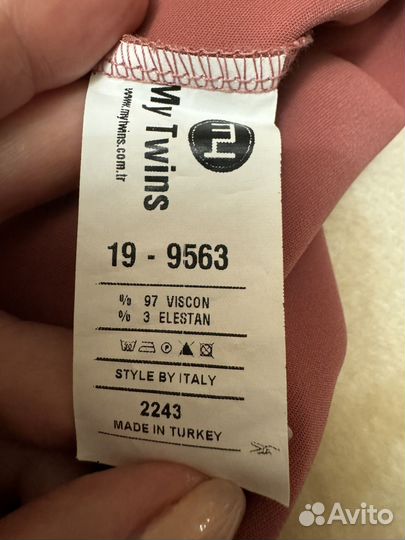 My Twins
www.mytwins.com.tr
19 - 9563
% 97 VISCON
% 3 ELESTAN
STYLE BY ITALY
2243
MADE IN TURKEY
Avito